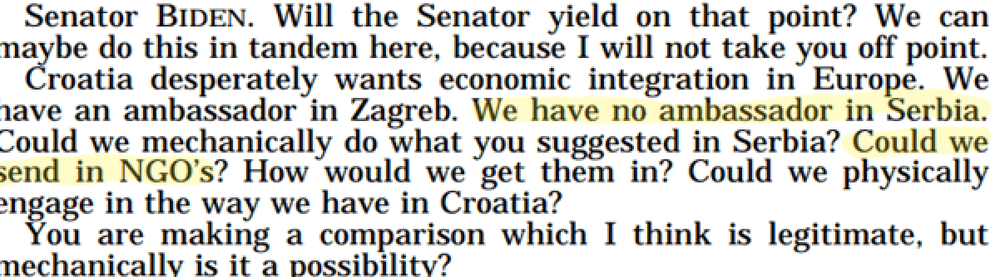 Senator BIDEN. Will the Senator yield on that point? We can
maybe do this in tandem here, because I will not take you off point.
Croatia desperately wants economic integration in Europe. We
have an ambassador in Zagreb. We have no ambassador in Serbia.
Could we mechanically do what you suggested in Serbia? Could we
send in NGO's? How would we get them in? Could we physically
engage in the way we have in Croatia?
You are making a comparison which I think is legitimate, but
mechanically is it a possibility?